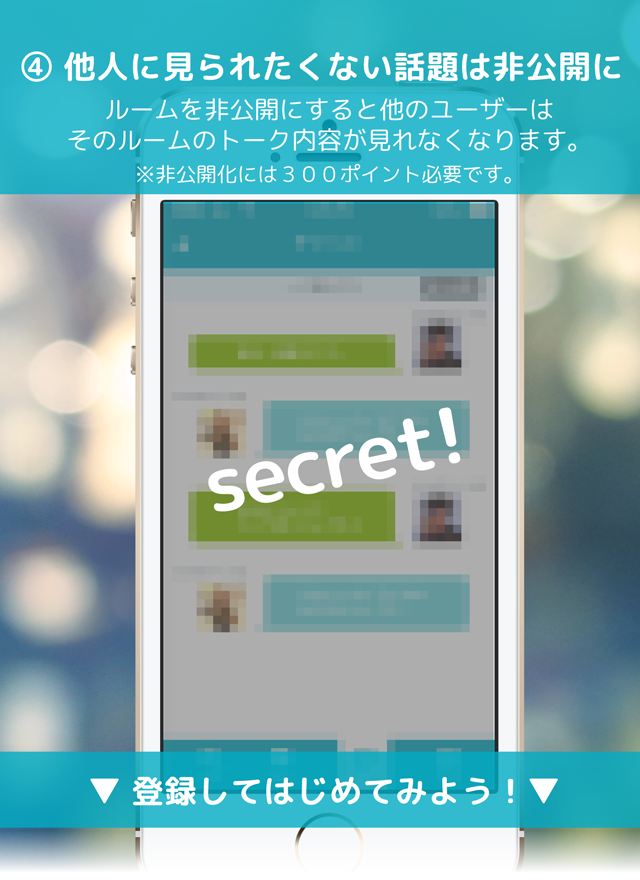 ④ 他人に見られたくない話題は非公開に
ルームを非公開にすると他のユーザーは
そのルームのトーク内容が見れなくなります。
※非公開化には３００ポイント必要です。
secret!
▼ 登録してはじめてみよう！▼